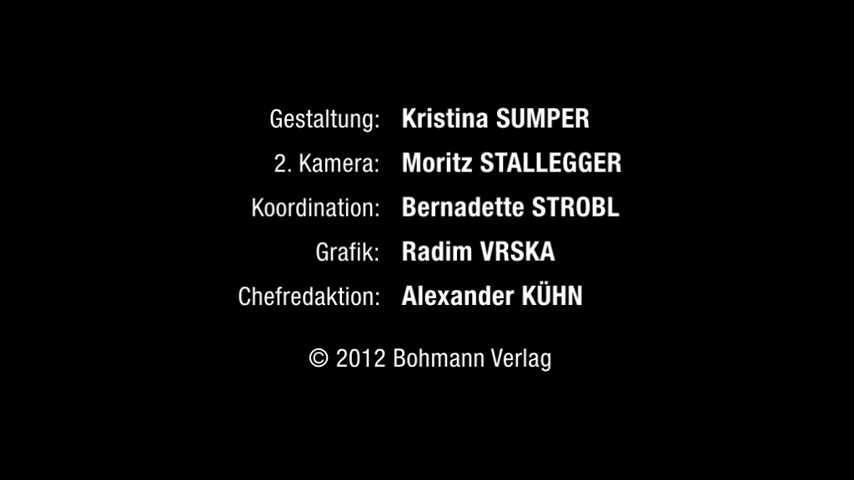 Gestaltung: Kristina SUMPER
2. Kamera: Moritz STALLEGGER
Koordination: Bernadette STROBL
Grafik: Radim VRSKA
Chefredaktion: Alexander KÜHN
© 2012 Bohmann Verlag